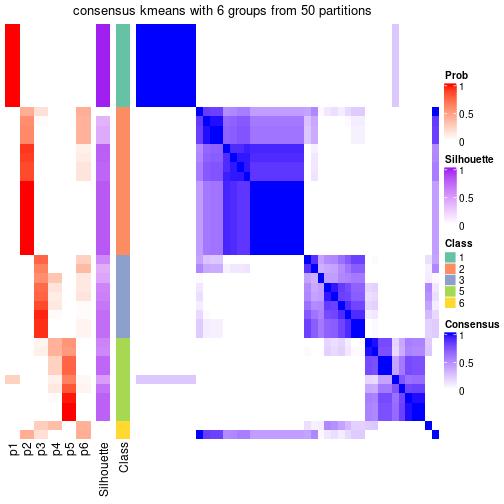 consensus kmeans with 6 groups from 50 partitions
Prob
1
0.5
0
Silhouette
1
0.5
0
Class
1
2
3
5
6
Consensus
1
0.5
0
p1
p2
p3
p4
p5
p6
Silhouette
Class